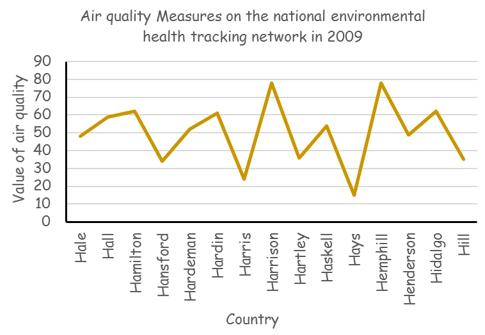 Air quality Measures on the national environmental
health tracking network in 2009
Value of air quality
90
80
70
60
50
40
30
20
10
0
Hale
Hall
Hamilton
Hansford
Hardeman
Hardin
Harris
Harrison
Hartley
Haskell
Hays
Hemphill
Henderson
Hidalgo
Hill
Country